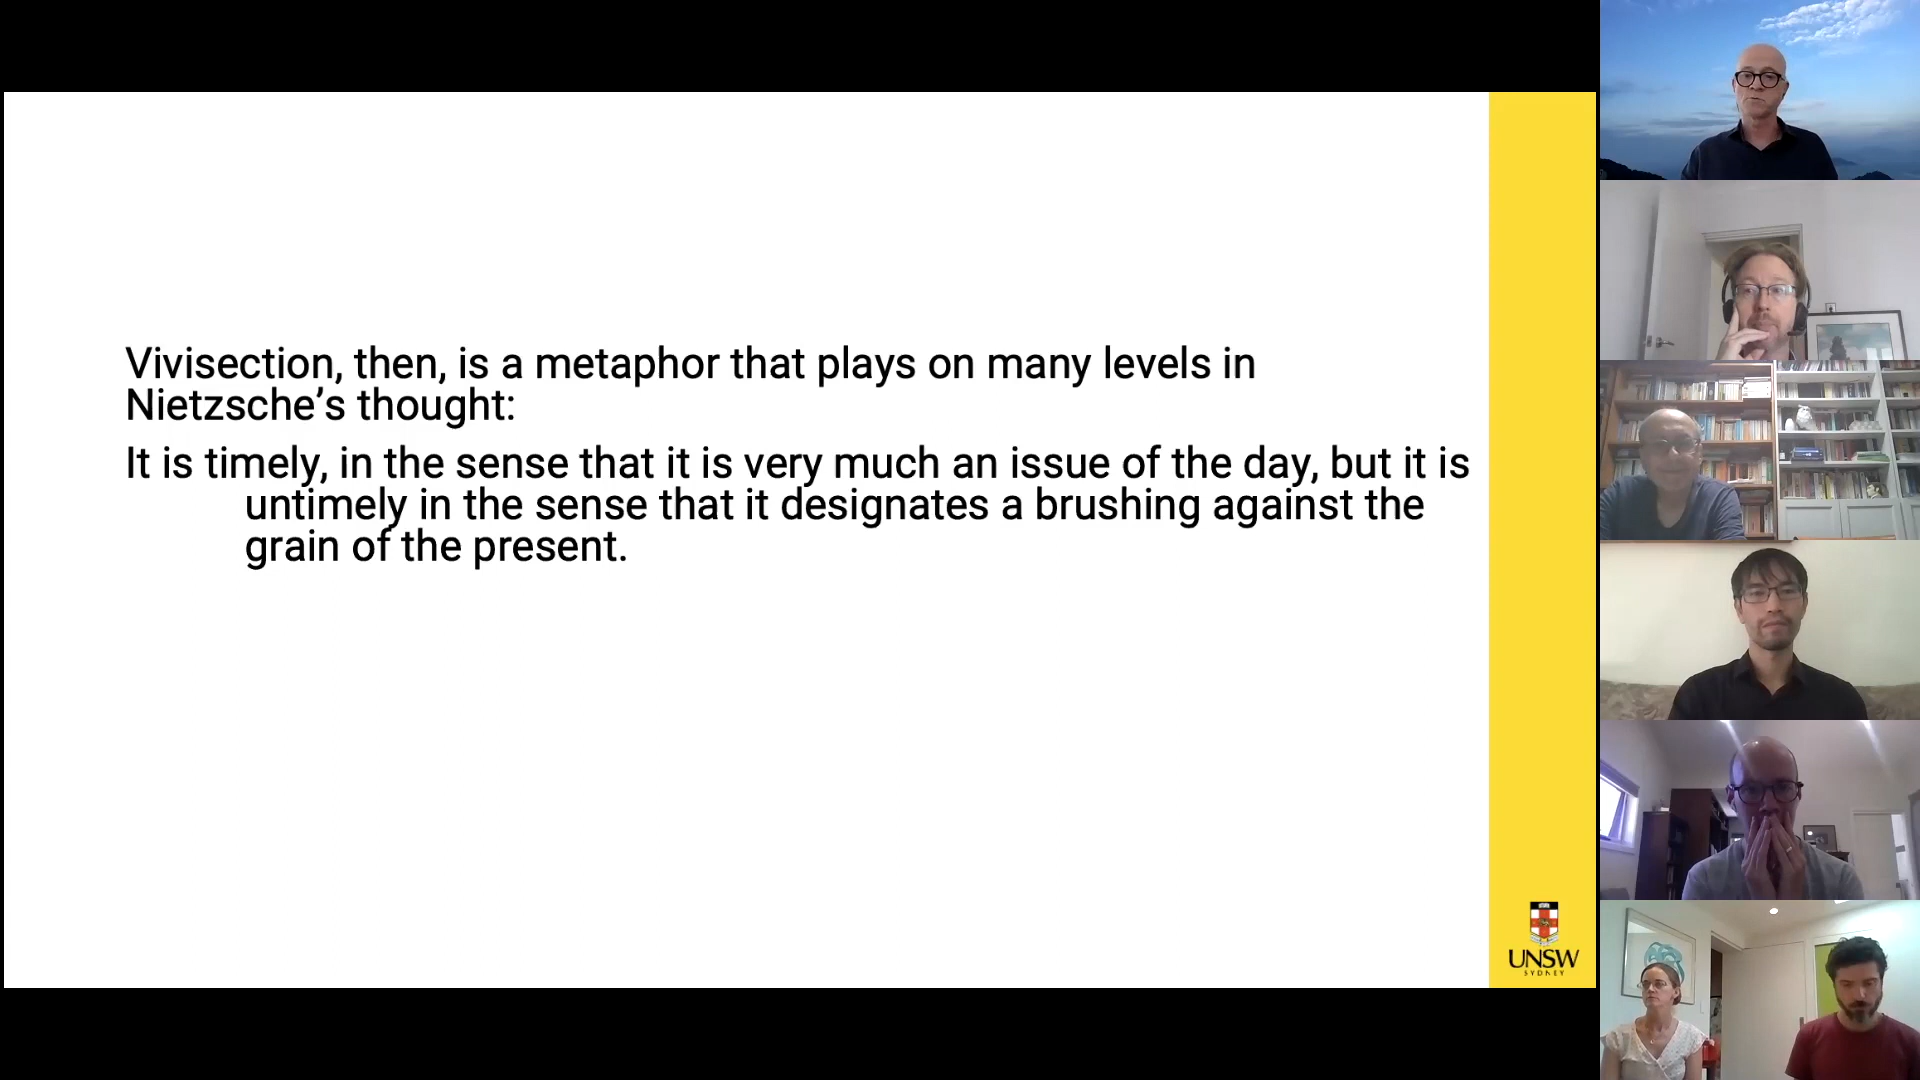 Vivisection, then, is a metaphor that plays on many levels in
Nietzsche’s thought:
It is timely, in the sense that it is very much an issue of the day, but it is
untimely in the sense that it designates a brushing against the
grain of the present.
UNSW
SYDNEY